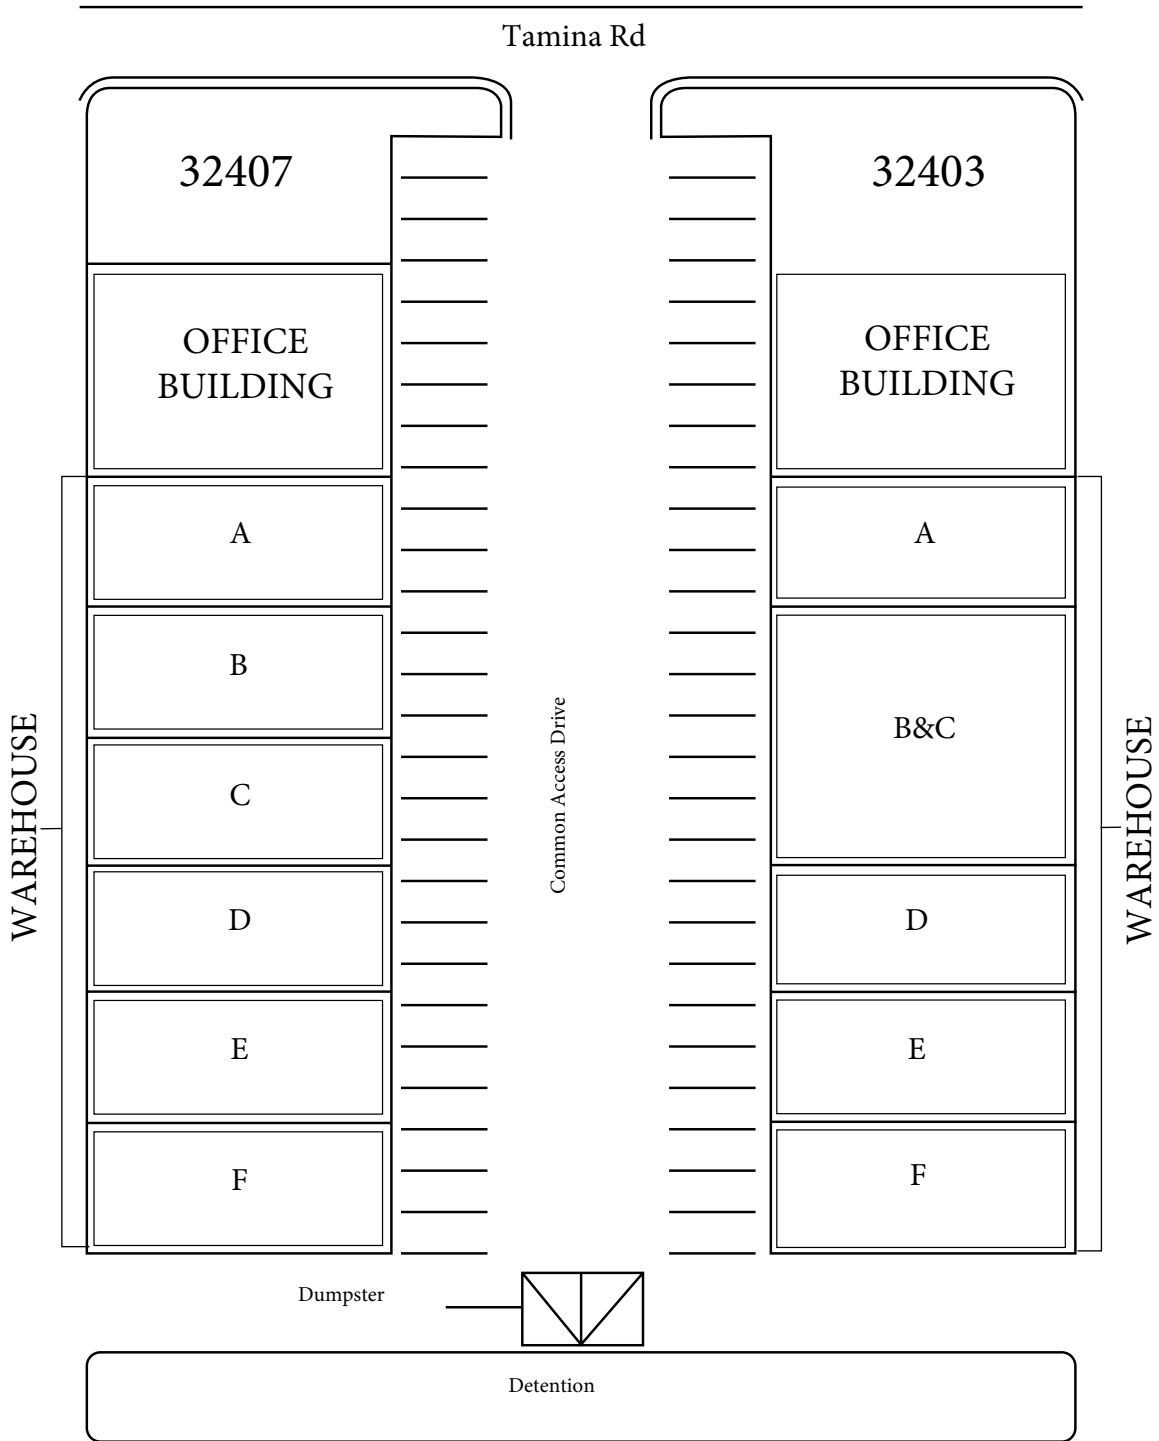 Tamina Rd
32407
32403
OFFICE
BUILDING
OFFICE
BUILDING
WAREHOUSE
A
B
C
D
E
F
Common Access Drive
A
B&C
D
E
F
WAREHOUSE
Dumpster
Detention